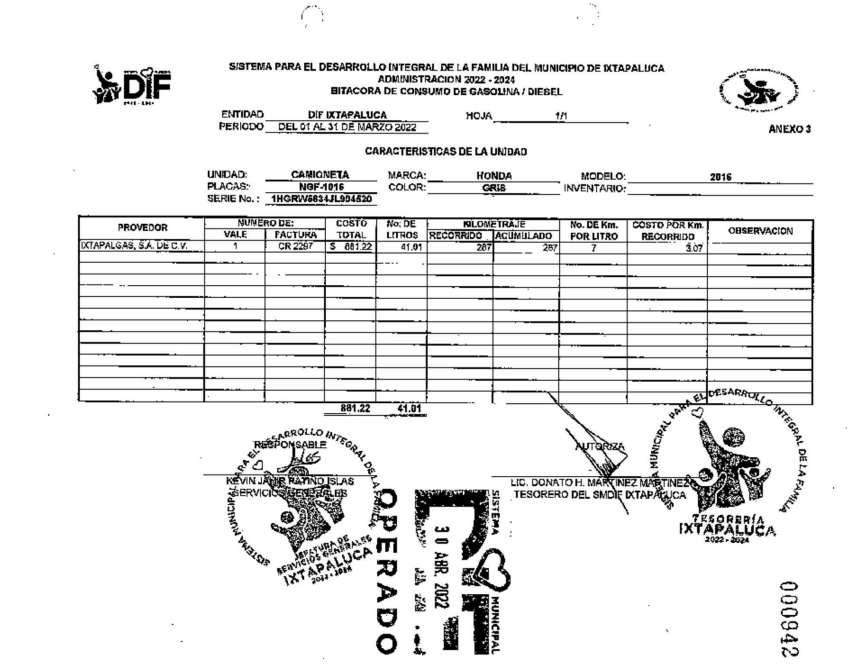 DIF
SISTEMA PARA EL DESARROLLO INTEGRAL DE LA FAMILIA DEL MUNICIPIO DE IXTAPALUCA
ADMINISTRACION 2022 - 2024
BITACORA DE CONSUMO DE GASOLINA / DIESEL
ENTIDAD DIF IXTAPALUCA HOJA 1/1
PERIODO DEL 01 AL 31 DE MARZO 2022
ANEXO 3
CARACTERISTICAS DE LA UNIDAD
UNIDAD: CAMIONETA MARCA: HONDA MODELO: 2016
PLACAS: NGF-1016 COLOR: GRIS INVENTARIO:
SERIE No. :
PROVEDOR NUMERO DE: COSTO No. DE KILOMETRAJE No. DE Km. COSTO POR Km. OBSERVACION
VALE FACTURA TOTAL LITROS RECORRIDO ACUMULADO POR LITRO RECORRIDO
IXTAPALGAS, S.A. DE C.V. 1 CR 2297 $ 881.22 41.01 287 287 7 3.07
881.22 41.01
RESPONSABLE
AUTORIZA
KEVIN ISLAS
SERVICIOS GENERALES
LIC. DONATO H. MARTINEZ MARTINEZ
TESORERO DEL SMDIF IXTAPALUCA
SISTEMA MUNICIPAL PARA EL DESARROLLO INTEGRAL DE LA FAMILIA
JEFATURA DE
SERVICIOS GENERALES
IXTAPALUCA
2022 - 2024
OPERADO
SISTEMA
MUNICIPAL
DIF
30 ABR. 2022
MUNICIPAL PARA EL DESARROLLO INTEGRAL DE LA FAMILIA
TESORERÍA
IXTAPALUCA
2022 - 2024
000942